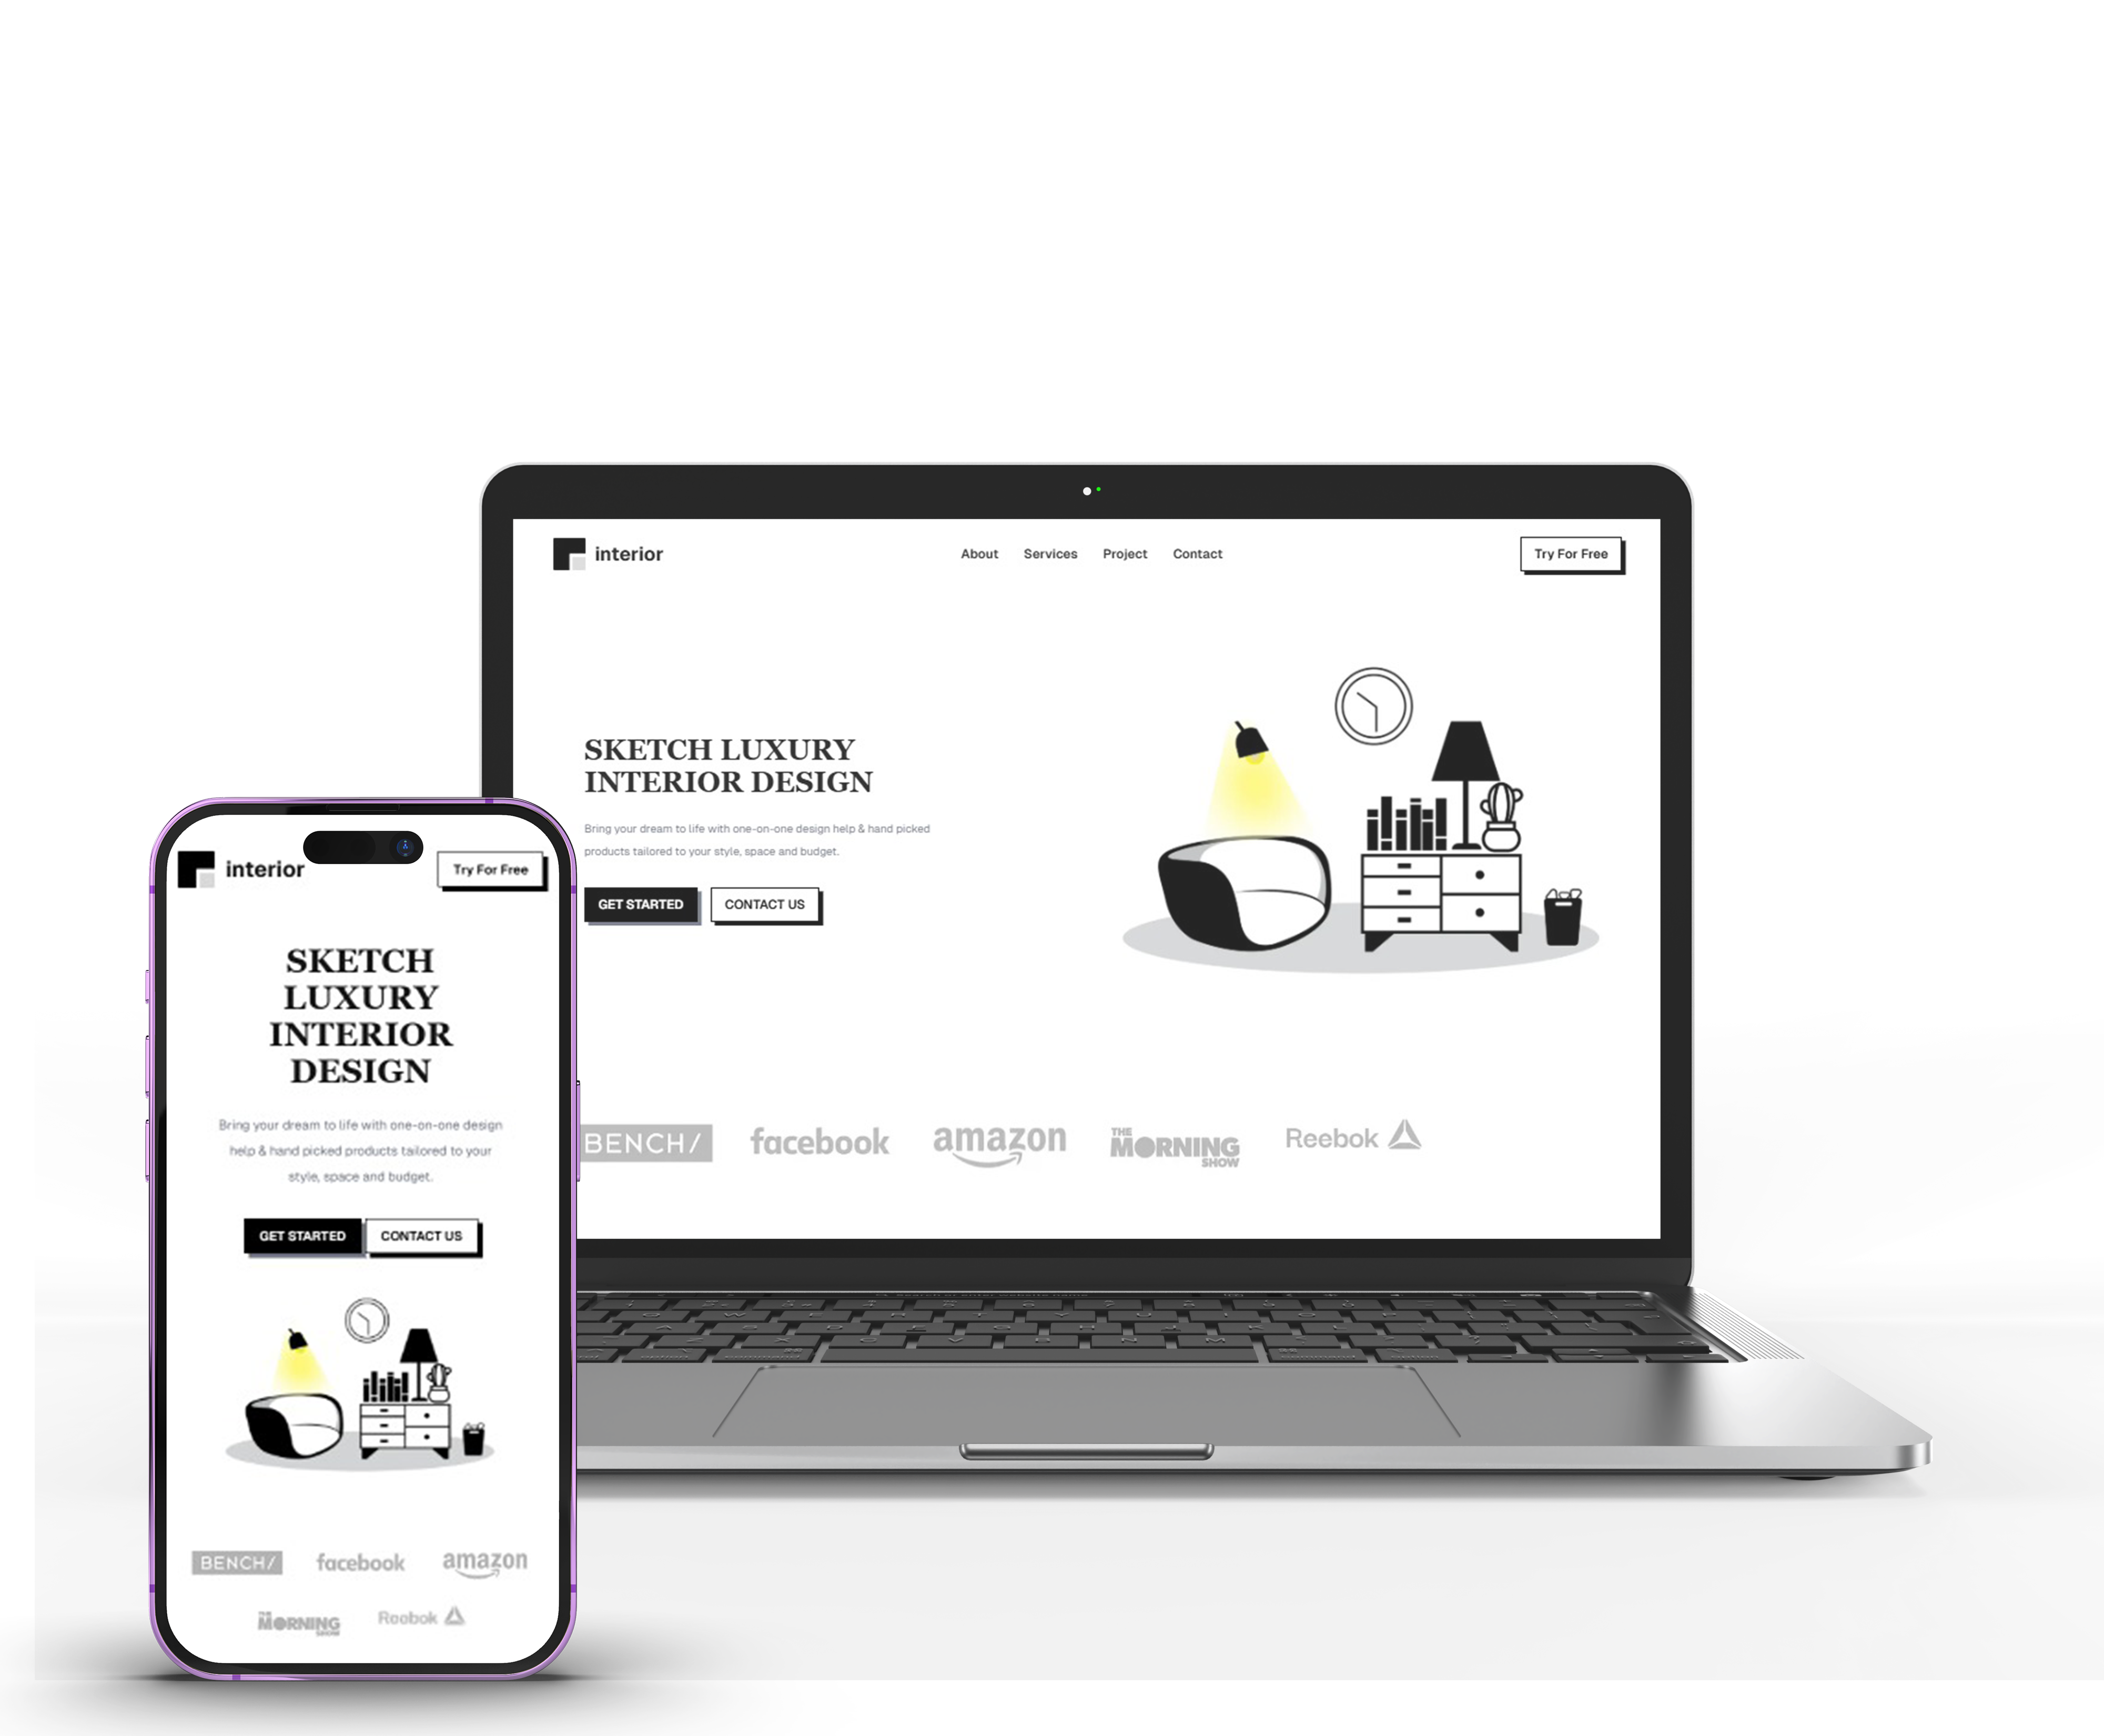 interior
About Services Project Contact
Try For Free
SKETCH LUXURY
INTERIOR DESIGN
Bring your dream to life with one-on-one design help & hand picked
products tailored to your style, space and budget.
GET STARTED CONTACT US
BENCH/ facebook amazon THE MORNING SHOW Reebok
interior
Try For Free
SKETCH
LUXURY
INTERIOR
DESIGN
Bring your dream to life with one-on-one design
help & hand picked products tailored to your
style, space and budget.
GET STARTED CONTACT US
BENCH/ facebook amazon
THE MORNING SHOW Reebok